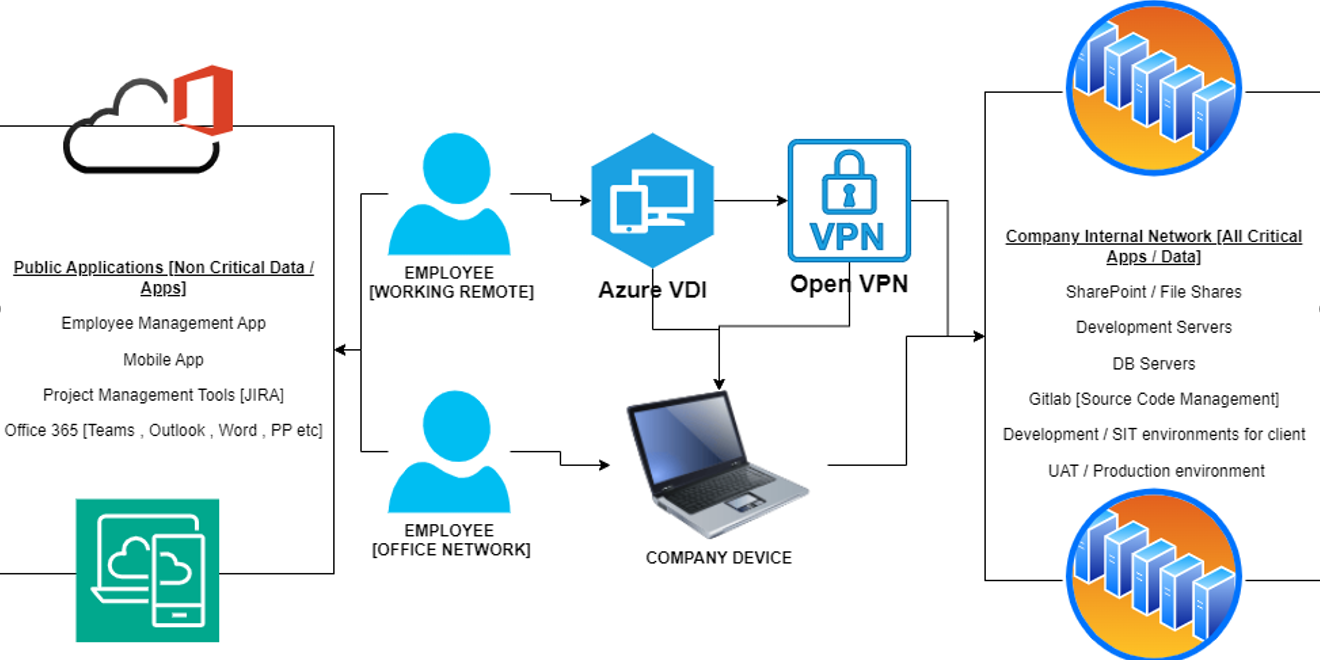 Public Applications [Non Critical Data /
Apps]
Employee Management App
Mobile App
Project Management Tools [JIRA]
Office 365 [Teams , Outlook , Word , PP etc]
EMPLOYEE
[WORKING REMOTE]
EMPLOYEE
[OFFICE NETWORK]
Azure VDI
VPN
Open VPN
COMPANY DEVICE
Company Internal Network [All Critical
Apps / Data]
SharePoint / File Shares
Development Servers
DB Servers
Gitlab [Source Code Management]
Development / SIT environments for client
UAT / Production environment